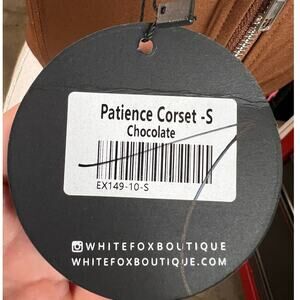 Patience Corset -S
Chocolate
EX149-10-S
WHITEFOXBOUTIQUE
WHITEFOXBOUTIQUE.COM